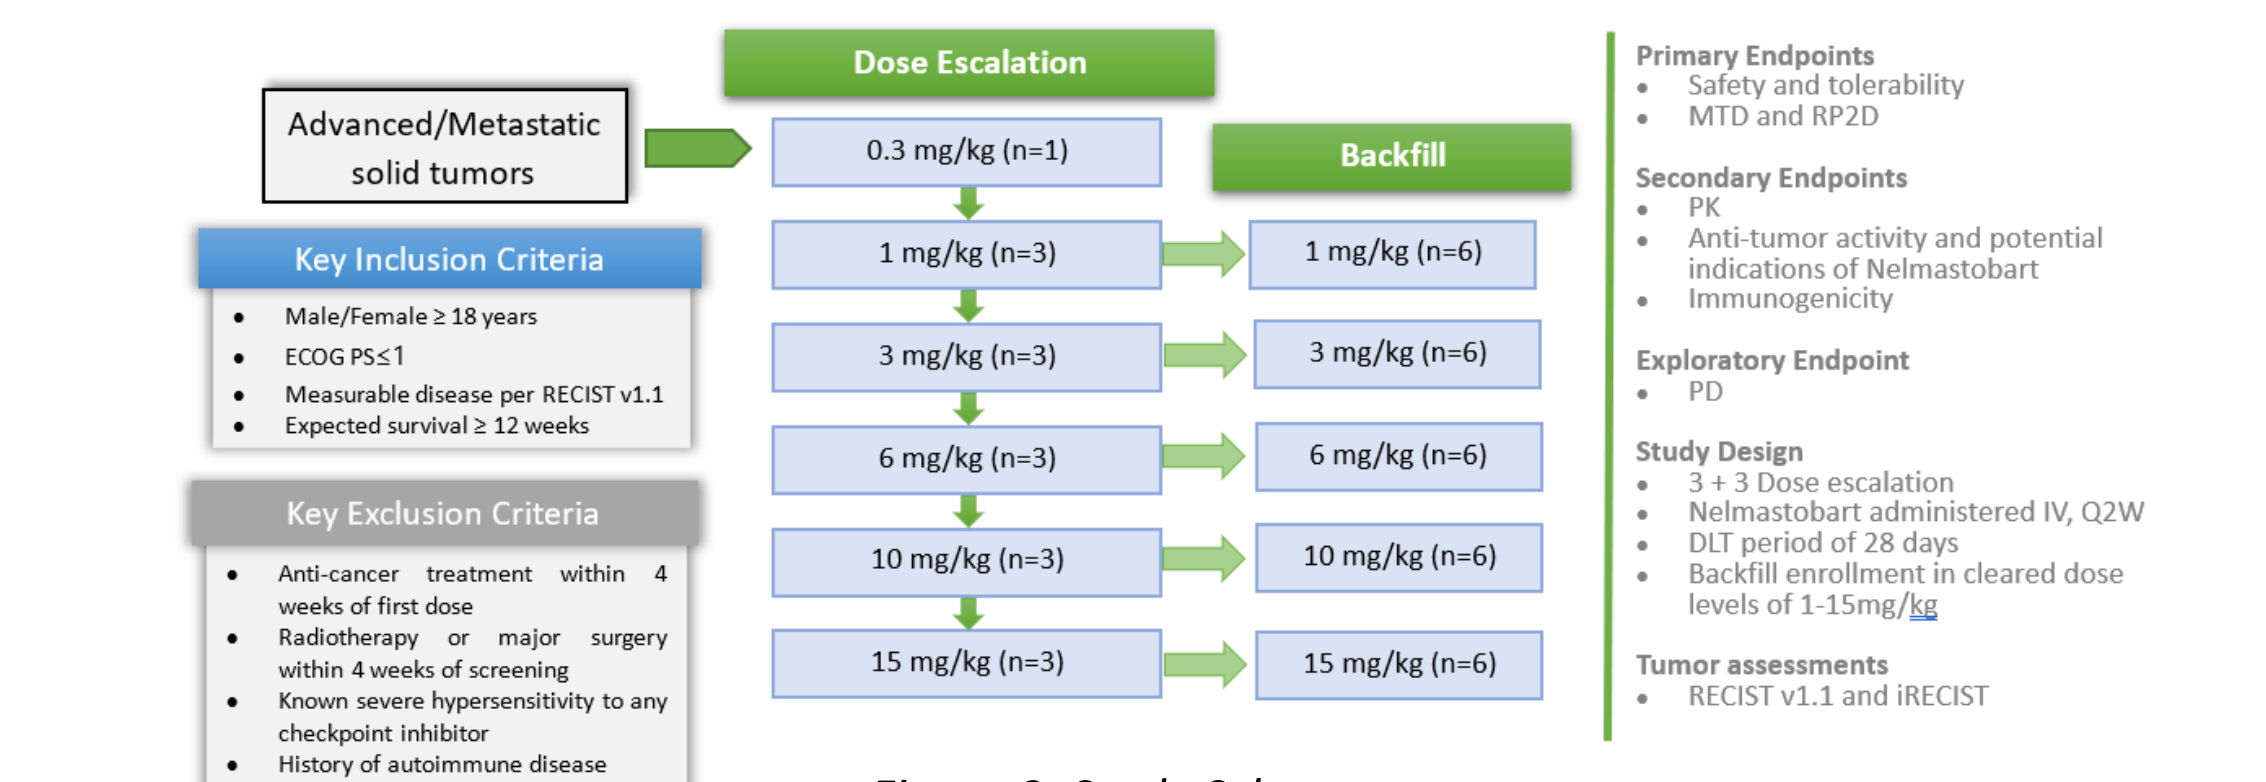 Advanced/Metastatic
solid tumors
Key Inclusion Criteria
• Male/Female ≥ 18 years
• ECOG PS≤1
• Measurable disease per RECIST v1.1
• Expected survival ≥ 12 weeks
Key Exclusion Criteria
• Anti-cancer treatment within 4
weeks of first dose
• Radiotherapy or major surgery
within 4 weeks of screening
• Known severe hypersensitivity to any
checkpoint inhibitor
• History of autoimmune disease
Dose Escalation
0.3 mg/kg (n=1)
1 mg/kg (n=3)
3 mg/kg (n=3)
6 mg/kg (n=3)
10 mg/kg (n=3)
15 mg/kg (n=3)
Backfill
1 mg/kg (n=6)
3 mg/kg (n=6)
6 mg/kg (n=6)
10 mg/kg (n=6)
15 mg/kg (n=6)
Primary Endpoints
• Safety and tolerability
• MTD and RP2D
Secondary Endpoints
• PK
• Anti-tumor activity and potential
indications of Nelmastobart
• Immunogenicity
Exploratory Endpoint
• PD
Study Design
• 3 + 3 Dose escalation
• Nelmastobart administered IV, Q2W
• DLT period of 28 days
• Backfill enrollment in cleared dose
levels of 1-15mg/kg
Tumor assessments
• RECIST v1.1 and iRECIST